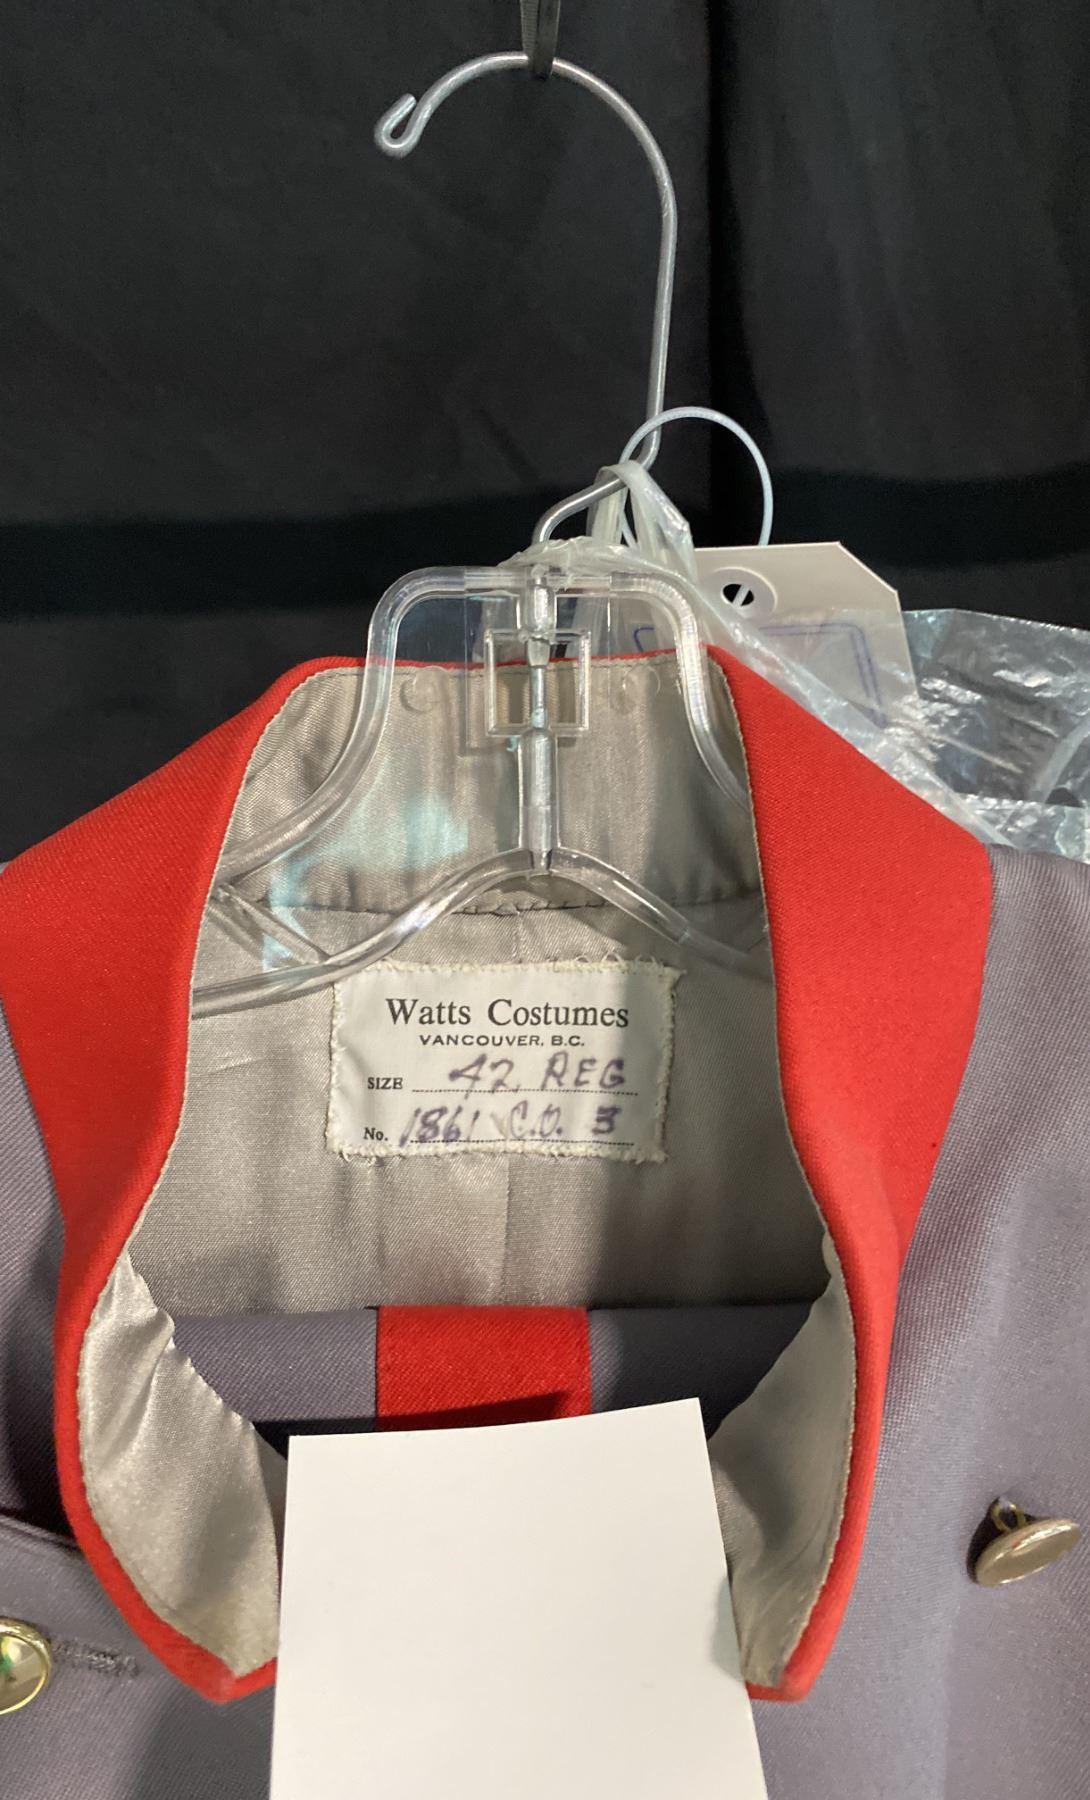 Watts Costumes
VANCOUVER, B.C.
SIZE 42 REG
No. 1861 C.O. 3